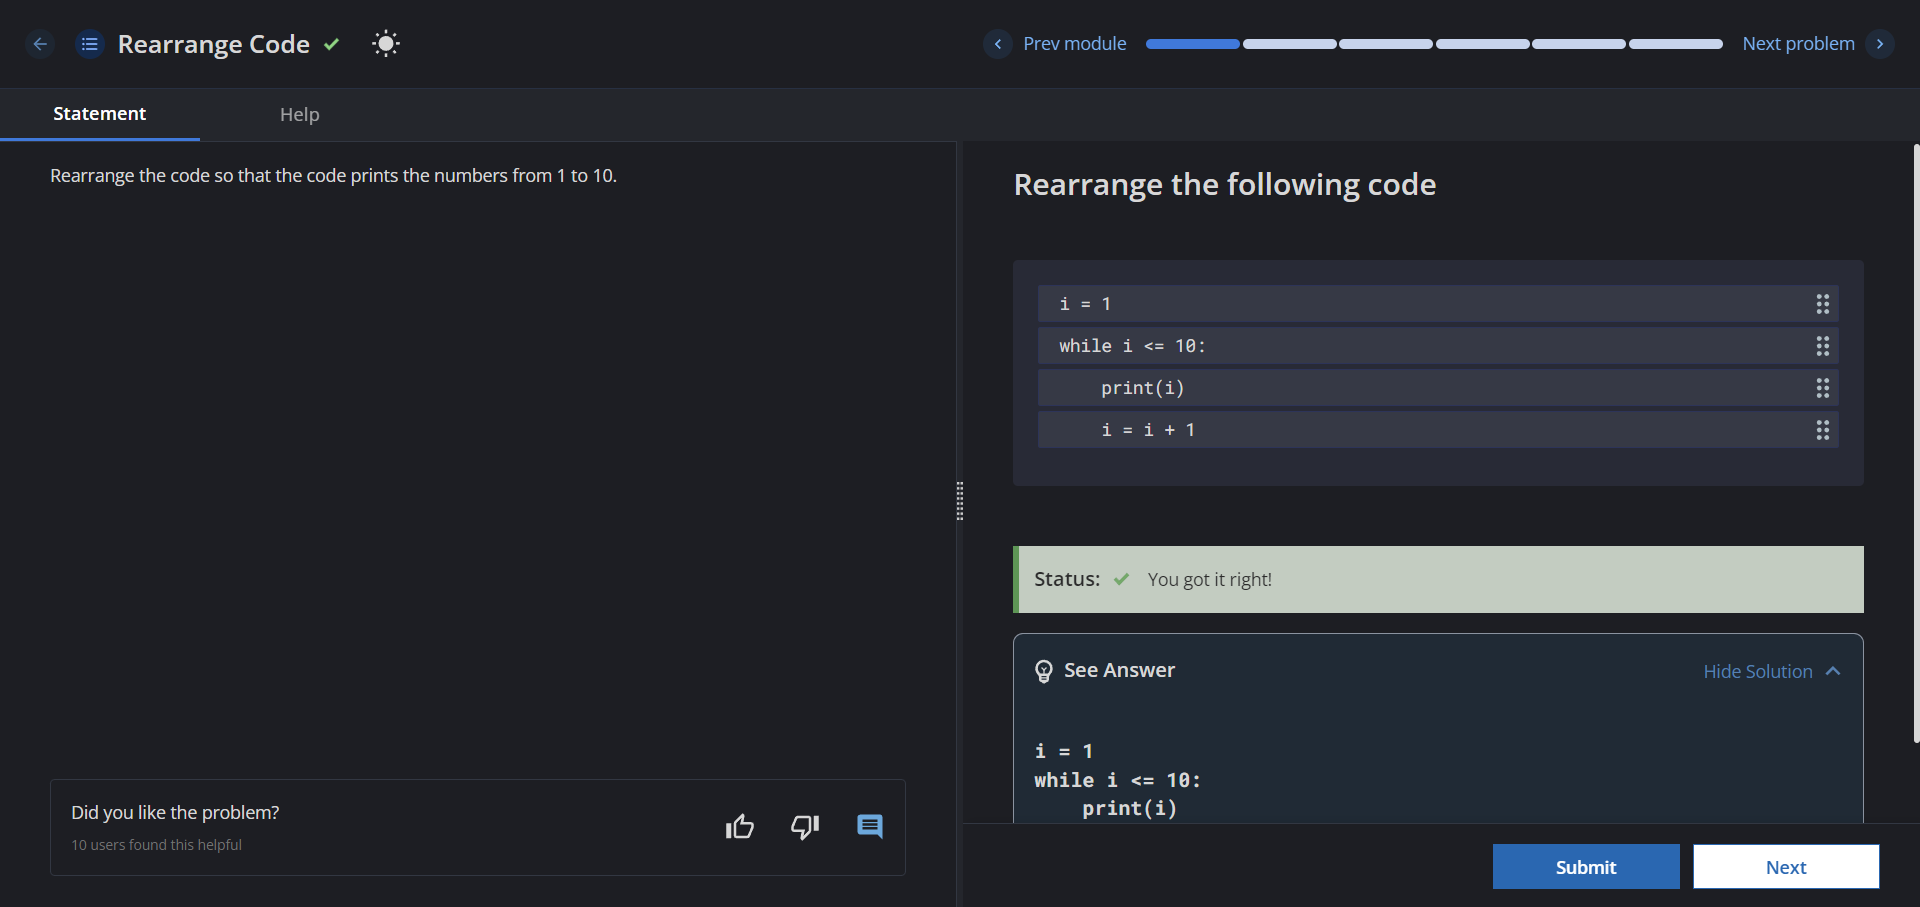 Rearrange Code
Prev module
Next problem
Statement
Help
Rearrange the code so that the code prints the numbers from 1 to 10.
Did you like the problem?
10 users found this helpful
Rearrange the following code
i = 1
while i <= 10:
    print(i)
    i = i + 1
Status: You got it right!
See Answer
Hide Solution
i = 1
while i <= 10:
    print(i)
Submit
Next